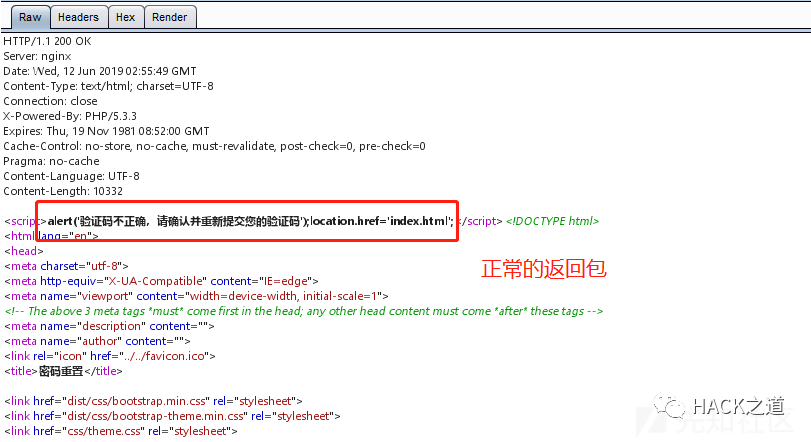 Raw Headers Hex Render
HTTP/1.1 200 OK
Server: nginx
Date: Wed, 12 Jun 2019 02:55:49 GMT
Content-Type: text/html; charset=UTF-8
Connection: close
X-Powered-By: PHP/5.3.3
Expires: Thu, 19 Nov 1981 08:52:00 GMT
Cache-Control: no-store, no-cache, must-revalidate, post-check=0, pre-check=0
Pragma: no-cache
Content-Language: UTF-8
Content-Length: 10332
<script>alert('验证码不正确，请确认并重新提交您的验证码');location.href='index.html';</script> <!DOCTYPE html>
<html lang="en">
<head>
<meta charset="utf-8">
<meta http-equiv="X-UA-Compatible" content="IE=edge">
正常的返回包
<meta name="viewport" content="width=device-width, initial-scale=1">
<!-- The above 3 meta tags *must* come first in the head; any other head content must come *after* these tags -->
<meta name="description" content="">
<meta name="author" content="">
<link rel="icon" href="../../favicon.ico">
<title>密码重置</title>
<link href="dist/css/bootstrap.min.css" rel="stylesheet">
<link href="dist/css/bootstrap-theme.min.css" rel="stylesheet">
<link href="css/theme.css" rel="stylesheet">
HACK之道
先知社区